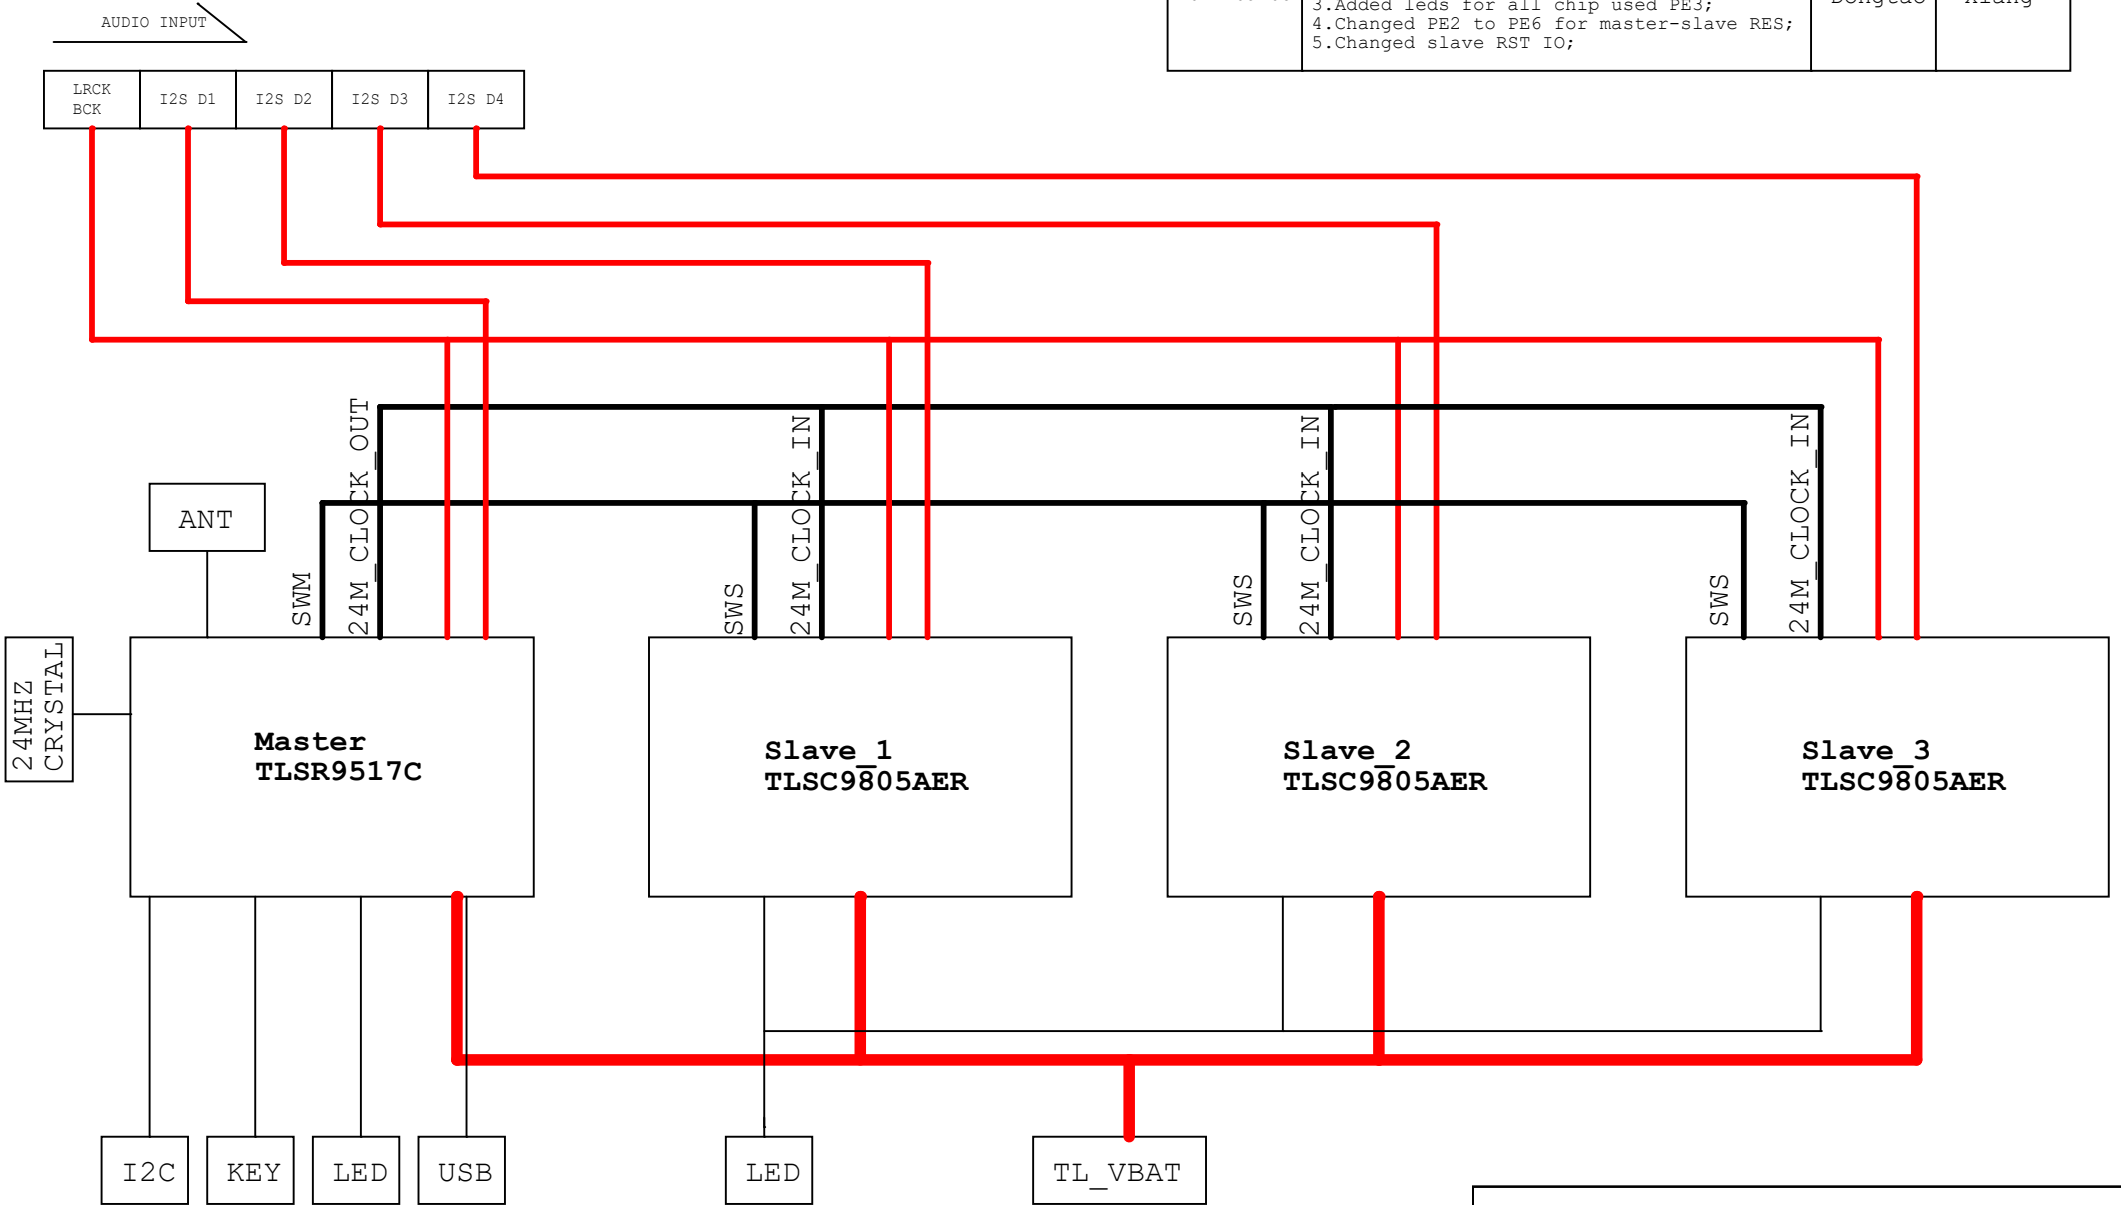 AUDIO INPUT
3.Added leds for all chip used PE3;
4.Changed PE2 to PE6 for master-slave RES;
5.Changed slave RST IO;
LRCK
BCK
I2S D1
I2S D2
I2S D3
I2S D4
ANT
24MHZ
CRYSTAL
SWM
24M_CLOCK_OUT
SWS
24M_CLOCK_IN
SWS
24M_CLOCK_IN
SWS
24M_CLOCK_IN
Master
TLSR9517C
Slave_1
TLSC9805AER
Slave_2
TLSC9805AER
Slave_3
TLSC9805AER
I2C
KEY
LED
USB
LED
TL_VBAT